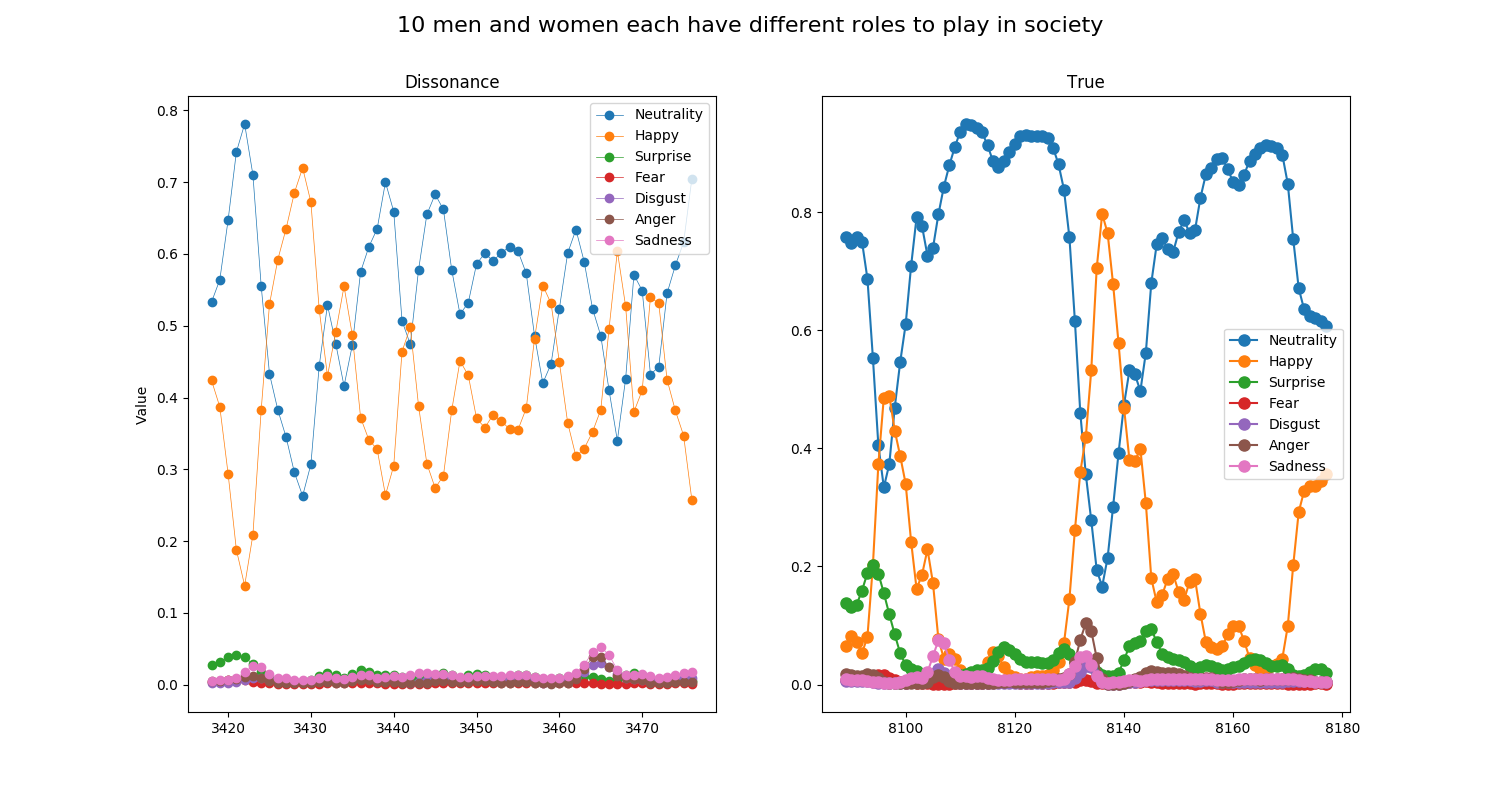 10 men and women each have different roles to play in society
Dissonance
Value
0.8
0.7
0.6
0.5
0.4
0.3
0.2
0.1
0.0
3420
3430
3440
3450
3460
3470
Neutrality
Happy
Surprise
Fear
Disgust
Anger
Sadness
True
0.8
0.6
0.4
0.2
0.0
8100
8120
8140
8160
8180
Neutrality
Happy
Surprise
Fear
Disgust
Anger
Sadness